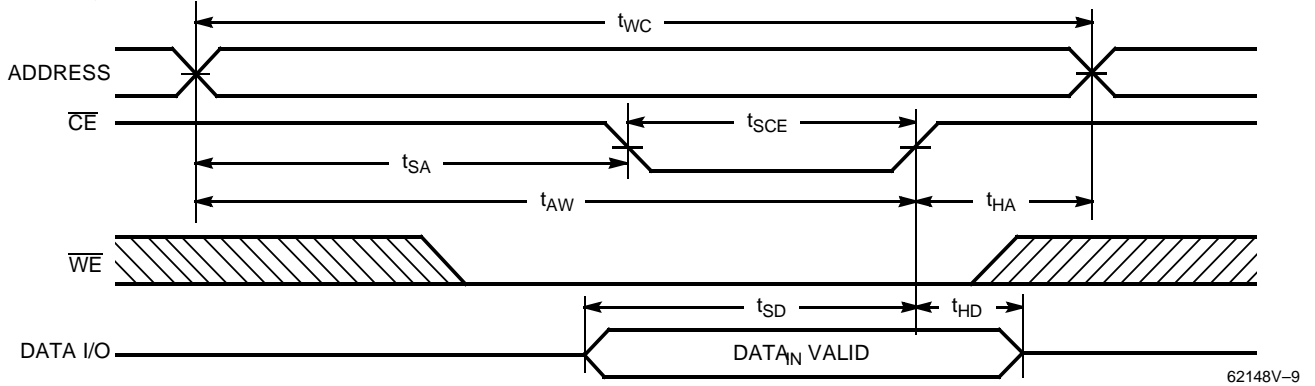 tWC
ADDRESS
CE
tSCE
tSA
tAW
tHA
WE
tSD
tHD
DATA I/O
DATAIN VALID
62148V–9